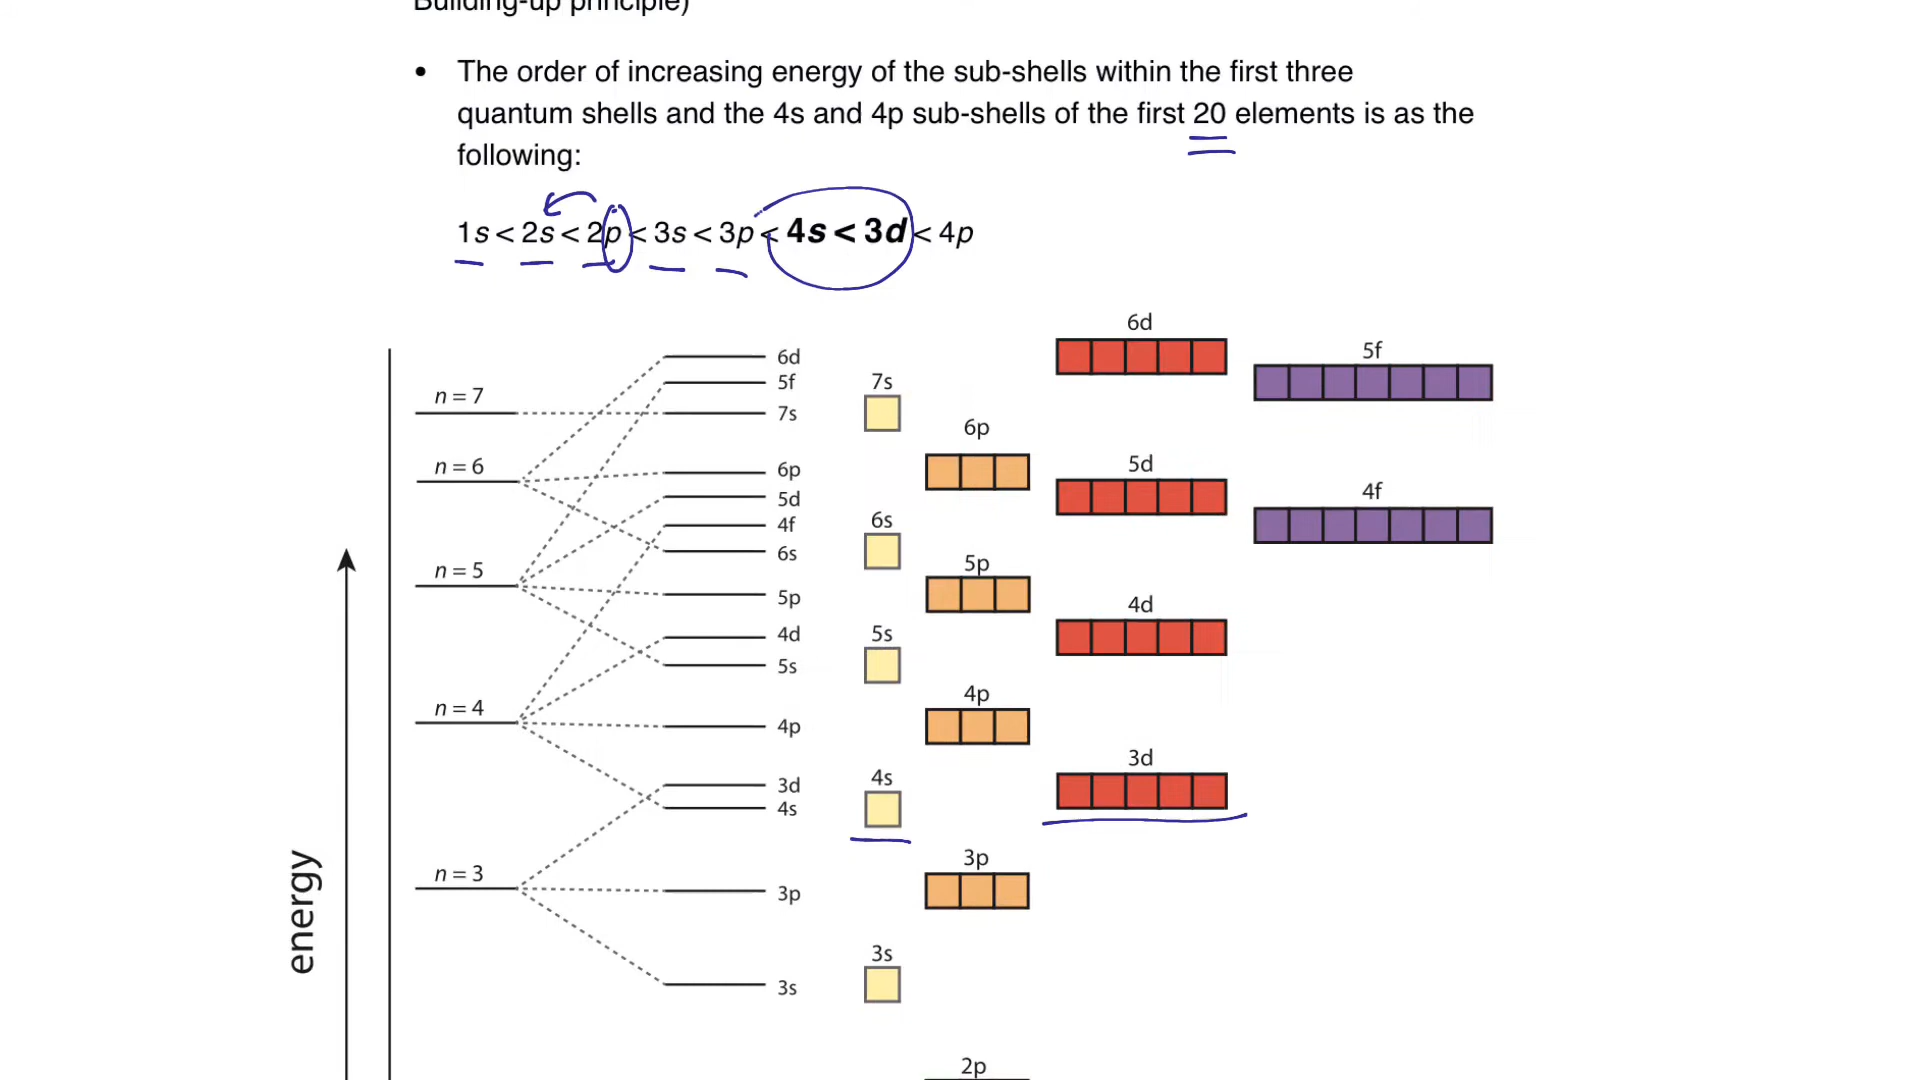 Building-up principle)
• The order of increasing energy of the sub-shells within the first three
quantum shells and the 4s and 4p sub-shells of the first 20 elements is as the
following:
1s < 2s < 2p < 3s < 3p < 4s < 3d < 4p
6d
5f
6d
5f
7s
n = 7
7s
6p
n = 6
6p
5d
5d
4f
4f
6s
6s
5p
n = 5
5p
4d
5s
4d
5s
4p
n = 4
4p
3d
4s
3d
4s
3p
n = 3
3p
3s
3s
energy
2p